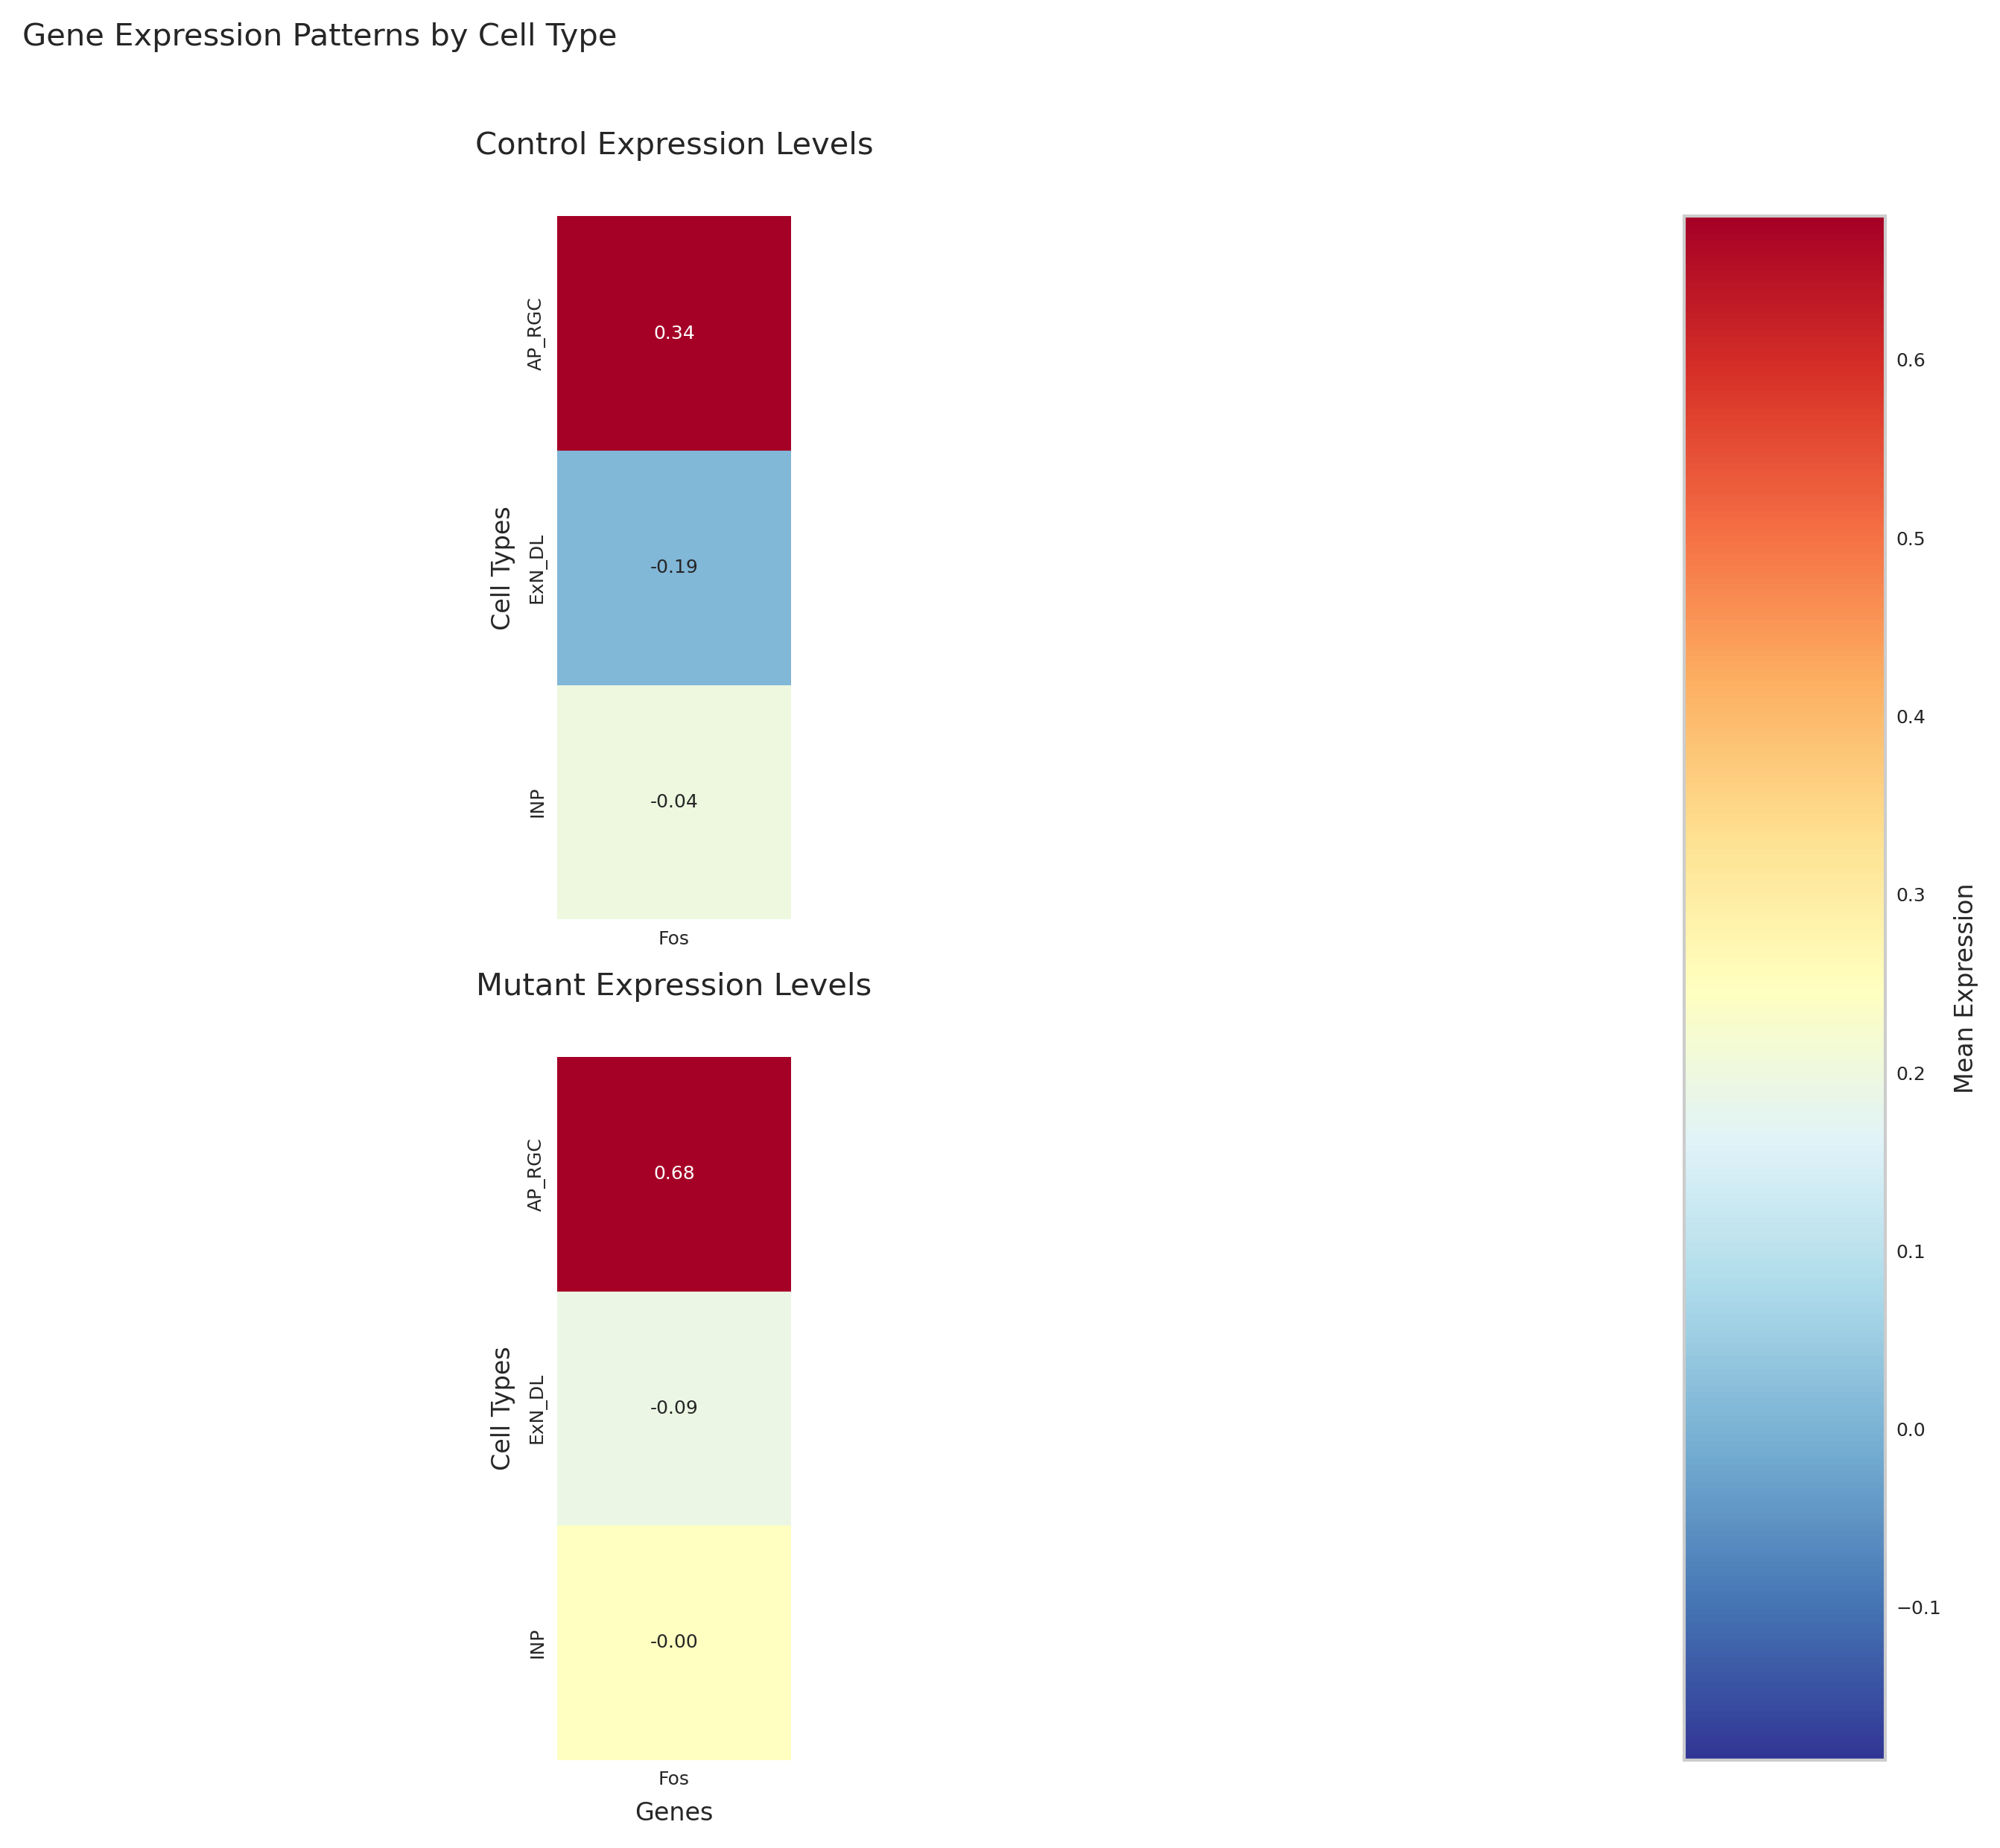 Gene Expression Patterns by Cell Type
Control Expression Levels
Cell Types
AP_RGC
0.34
ExN_DL
-0.19
INP
-0.04
Fos
Mutant Expression Levels
Cell Types
AP_RGC
0.68
ExN_DL
-0.09
INP
-0.00
Fos
Genes
0.6
0.5
0.4
0.3
0.2
0.1
0.0
−0.1
Mean Expression